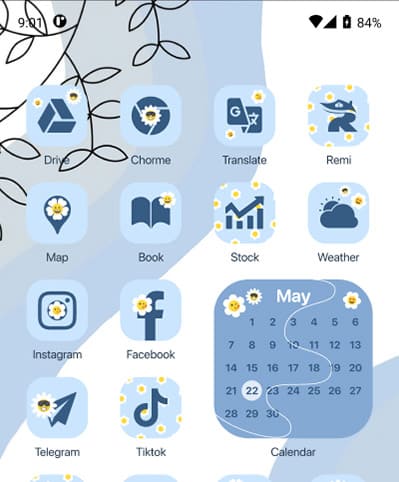 9:01 84%
Drive Chorme Translate Remi
G
Map Book Stock Weather
May
1 2 3 4 5 6
7 8 9 10 11 12 13
14 15 16 17 18 19 20
21 22 23 24 25 26 27
28 29 30
Instagram Facebook
Telegram Tiktok Calendar